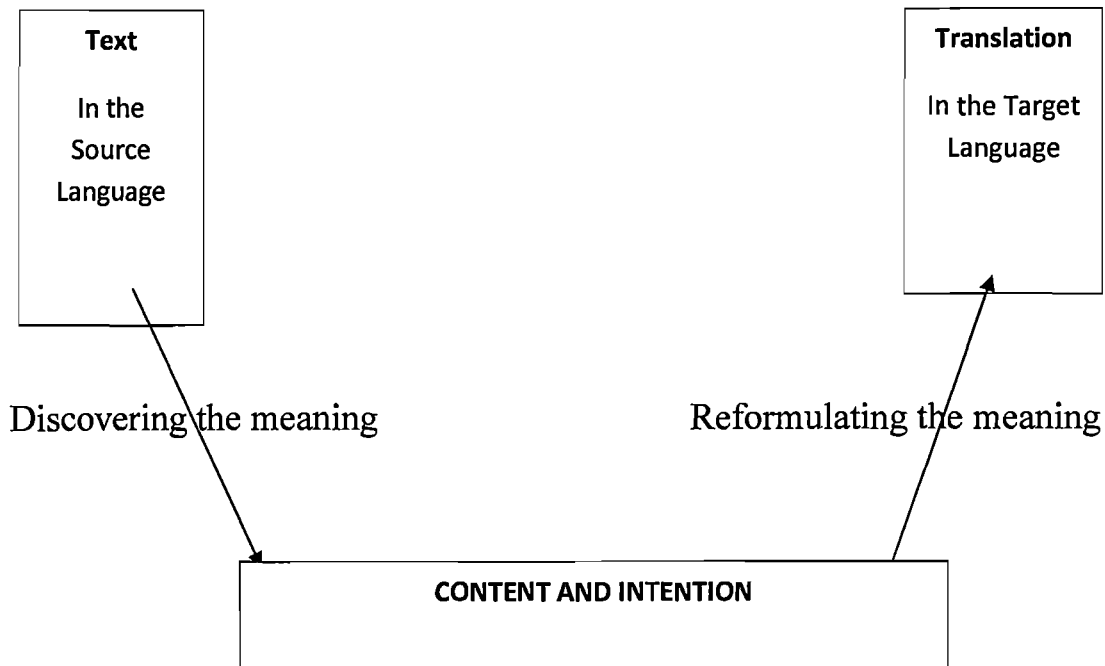 Text
In the
Source
Language
Translation
In the Target
Language
Discovering the meaning
Reformulating the meaning
CONTENT AND INTENTION